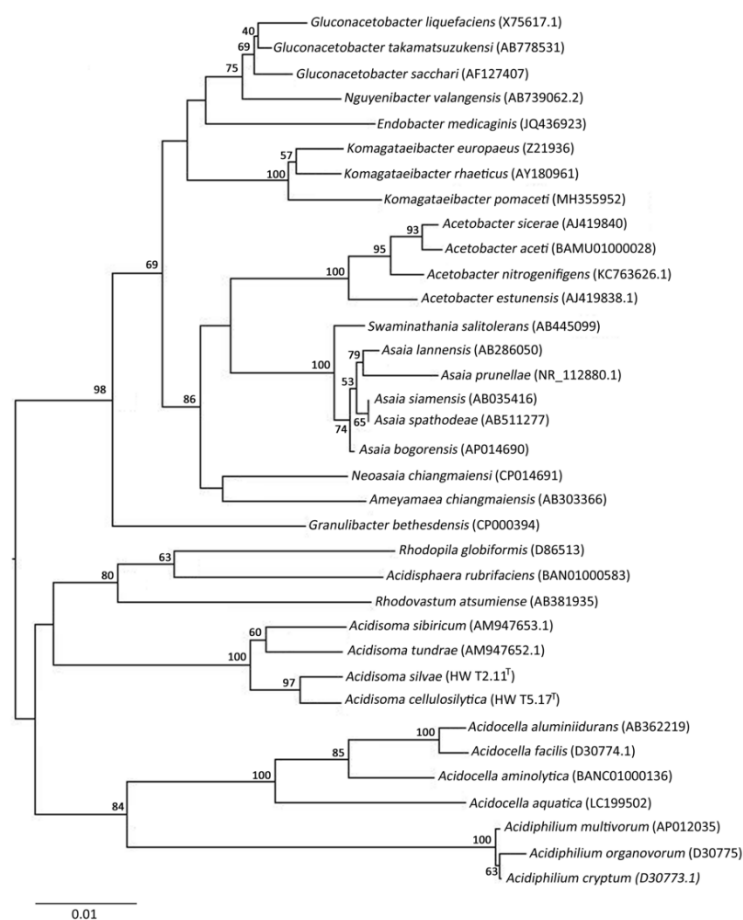 Gluconacetobacter liquefaciens (X75617.1)
40
Gluconacetobacter takamatsuzukensi (AB778531)
69
Gluconacetobacter sacchari (AF127407)
75
Nguyenibacter valangensis (AB739062.2)
Endobacter medicaginis (JQ436923)
Komagataeibacter europaeus (Z21936)
57
Komagataeibacter rhaeticus (AY180961)
100
Komagataeibacter pomaceti (MH355952)
Acetobacter sicerae (AJ419840)
93
Acetobacter aceti (BAMU01000028)
95
Acetobacter nitrogenifigens (KC763626.1)
69
100
Acetobacter estunensis (AJ419838.1)
Swaminathania salitolerans (AB445099)
Asaia lannensis (AB286050)
79
100
Asaia prunellae (NR_112880.1)
53
98
Asaia siamensis (AB035416)
86
65
Asaia spathodeae (AB511277)
74
Asaia bogorensis (AP014690)
Neoasaia chiangmaiensi (CP014691)
Ameyamaea chiangmaiensis (AB303366)
Granulibacter bethesdensis (CP000394)
Rhodopila globiformis (D86513)
63
80
Acidisphaera rubrifaciens (BAN01000583)
Rhodovastum atsumiense (AB381935)
Acidisoma sibiricum (AM947653.1)
60
Acidisoma tundrae (AM947652.1)
100
Acidisoma silvae (HW T2.11ᵀ)
97
Acidisoma cellulosilytica (HW T5.17ᵀ)
Acidocella aluminiidurans (AB362219)
100
Acidocella facilis (D30774.1)
85
Acidocella aminolytica (BANC01000136)
100
Acidocella aquatica (LC199502)
84
Acidiphilium multivorum (AP012035)
100
Acidiphilium organovorum (D30775)
63
Acidiphilium cryptum (D30773.1)
0.01